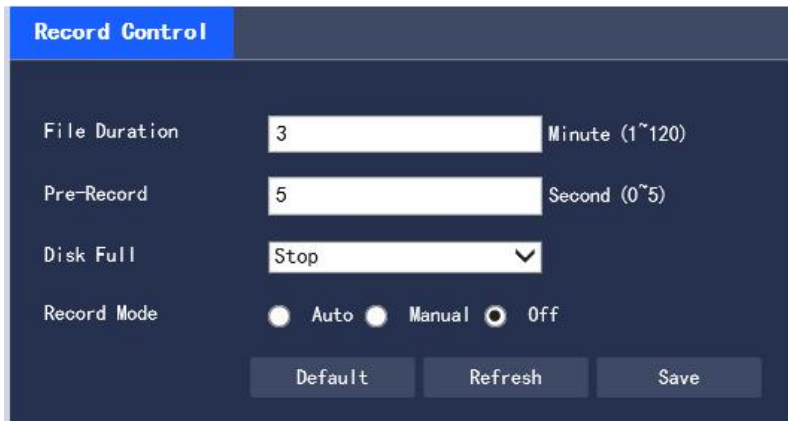 Record Control
File Duration 3 Minute (1~120)
Pre-Record 5 Second (0~5)
Disk Full Stop
Record Mode Auto Manual Off
Default Refresh Save